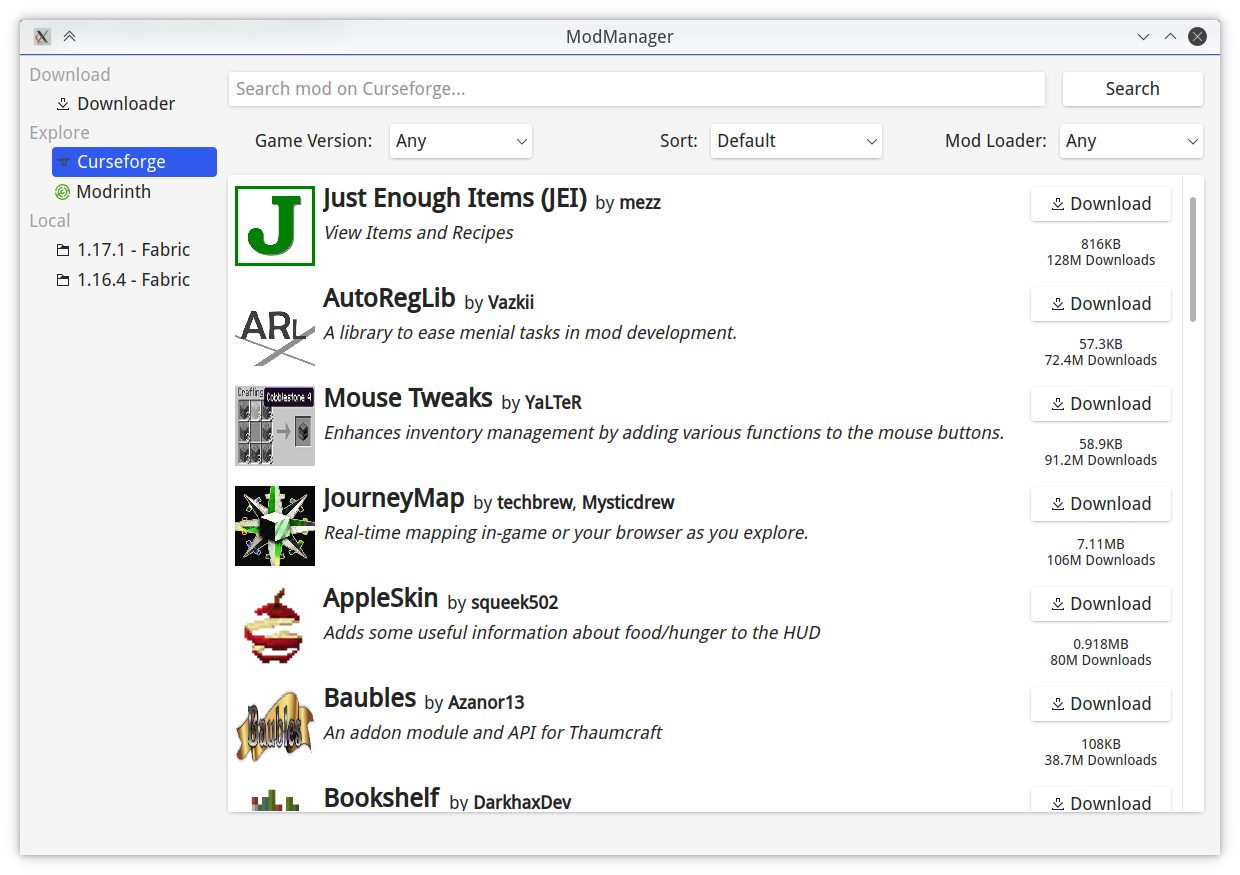 ModManager
Download
Downloader
Explore
Curseforge
Modrinth
Local
1.17.1 - Fabric
1.16.4 - Fabric
Search mod on Curseforge...
Search
Game Version: Any
Sort: Default
Mod Loader: Any
J
Just Enough Items (JEI) by mezz
View Items and Recipes
Download
816KB
128M Downloads
ARL
AutoRegLib by Vazkii
A library to ease menial tasks in mod development.
Download
57.3KB
72.4M Downloads
Crafting
Cobblestone 4
Mouse Tweaks by YaLTeR
Enhances inventory management by adding various functions to the mouse buttons.
Download
58.9KB
91.2M Downloads
JourneyMap by techbrew, Mysticdrew
Real-time mapping in-game or your browser as you explore.
Download
7.11MB
106M Downloads
AppleSkin by squeek502
Adds some useful information about food/hunger to the HUD
Download
0.918MB
80M Downloads
Baubles
Baubles by Azanor13
An addon module and API for Thaumcraft
Download
108KB
38.7M Downloads
Bookshelf by DarkhaxDev
Download